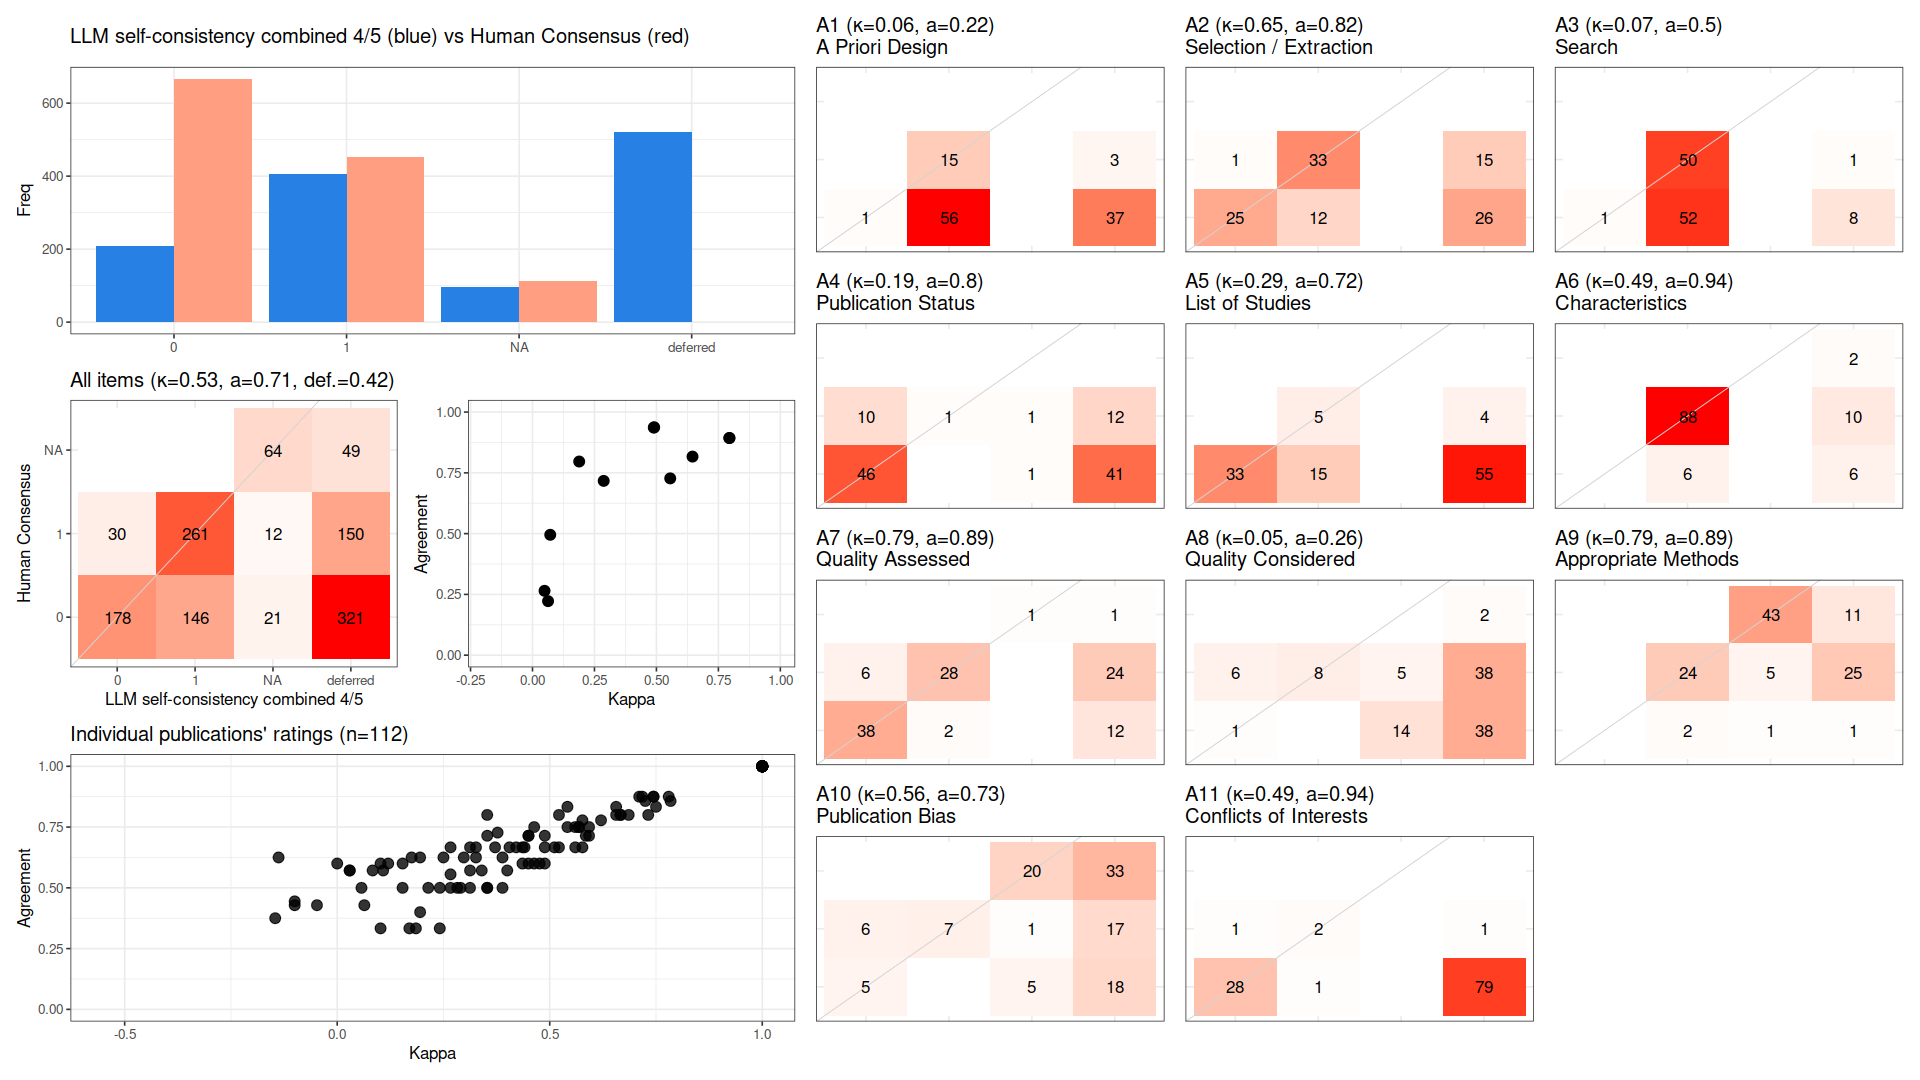 LLM self-consistency combined 4/5 (blue) vs Human Consensus (red)
Freq
600
400
200
0
0 1 NA deferred
All items (κ=0.53, a=0.71, def.=0.42)
Human Consensus
NA 64 49
1 30 261 12 150
0 178 146 21 321
0 1 NA deferred
LLM self-consistency combined 4/5
Agreement
1.00
0.75
0.50
0.25
0.00
-0.25 0.00 0.25 0.50 0.75 1.00
Kappa
Individual publications' ratings (n=112)
Agreement
1.00
0.75
0.50
0.25
0.00
-0.5 0.0 0.5 1.0
Kappa
A1 (κ=0.06, a=0.22)
A Priori Design
15 3
1 56 37
A2 (κ=0.65, a=0.82)
Selection / Extraction
1 33 15
25 12 26
A3 (κ=0.07, a=0.5)
Search
50 1
1 52 8
A4 (κ=0.19, a=0.8)
Publication Status
10 1 1 12
46 1 41
A5 (κ=0.29, a=0.72)
List of Studies
5 4
33 15 55
A6 (κ=0.49, a=0.94)
Characteristics
2
88 10
6 6
A7 (κ=0.79, a=0.89)
Quality Assessed
1 1
6 28 24
38 2 12
A8 (κ=0.05, a=0.26)
Quality Considered
2
6 8 5 38
1 14 38
A9 (κ=0.79, a=0.89)
Appropriate Methods
43 11
24 5 25
2 1 1
A10 (κ=0.56, a=0.73)
Publication Bias
20 33
6 7 1 17
5 5 18
A11 (κ=0.49, a=0.94)
Conflicts of Interests
1 2 1
28 1 79